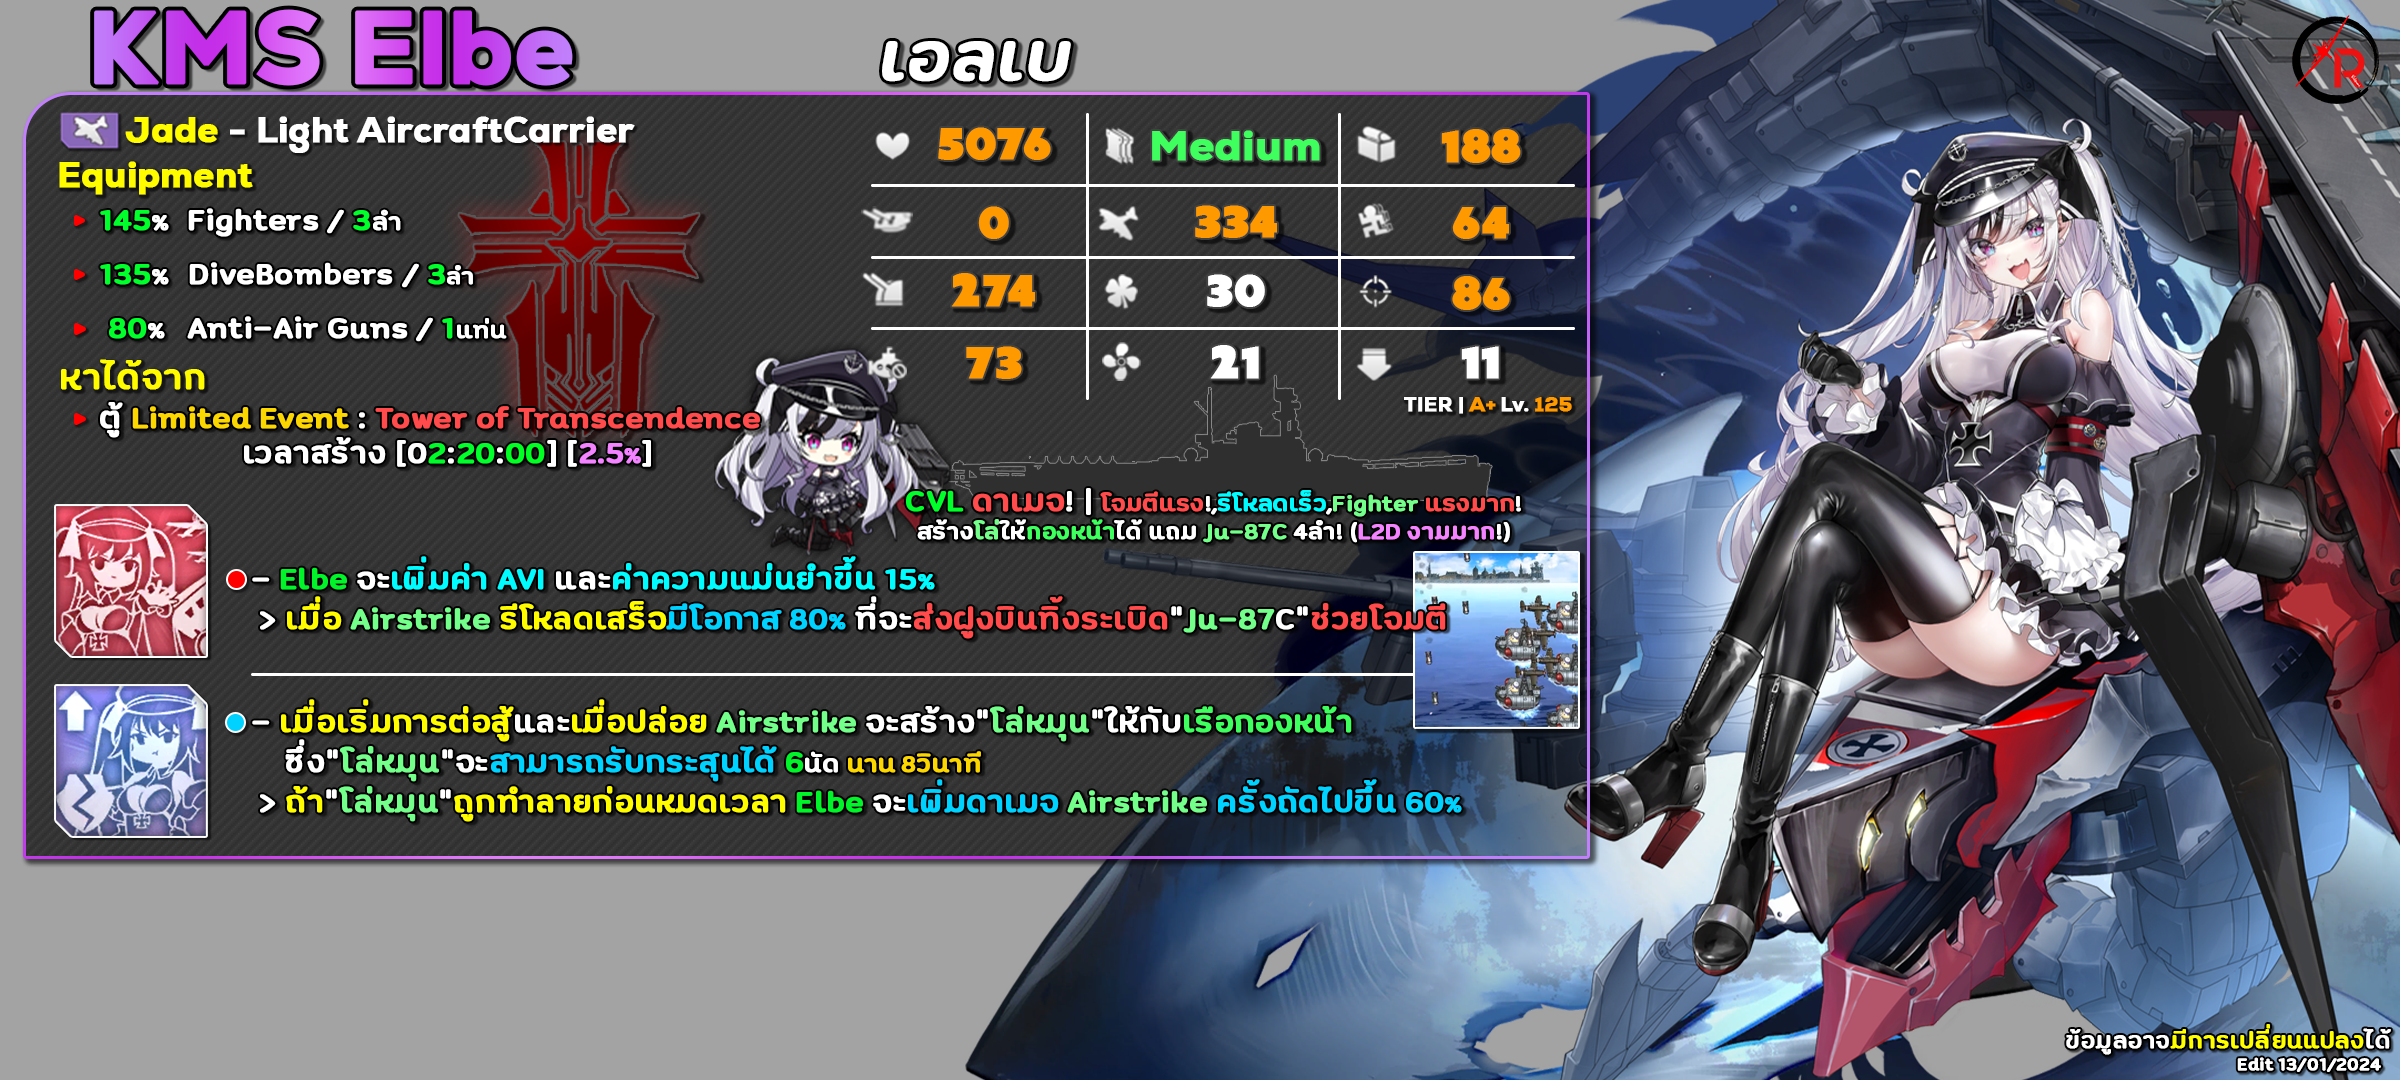 KMS Elbe
เอลเบ
Jade - Light AircraftCarrier
Equipment
145% Fighters / 3ลำ
135% DiveBombers / 3ลำ
80% Anti-Air Guns / 1แท่น
หาได้จาก
ตู้ Limited Event : Tower of Transcendence
เวลาสร้าง [02:20:00] [2.5%]
5076 Medium 188
0 334 64
274 30 86
73 21 11
TIER | A+ Lv. 125
CVL ดาเมจ! | โจมตีแรง!,รีโหลดเร็ว,Fighter แรงมาก!
สร้างโล่ให้กองหน้าได้ แถม Ju-87C 4ลำ! (L2D งามมาก!)
- Elbe จะเพิ่มค่า AVI และค่าความแม่นยำขึ้น 15%
> เมื่อ Airstrike รีโหลดเสร็จมีโอกาส 80% ที่จะส่งฝูงบินทิ้งระเบิด"Ju-87C"ช่วยโจมตี
- เมื่อเริ่มการต่อสู้และเมื่อปล่อย Airstrike จะสร้าง"โล่หมุน"ให้กับเรือกองหน้า
ซึ่ง"โล่หมุน"จะสามารถรับกระสุนได้ 6นัด นาน 8วินาที
> ถ้า"โล่หมุน"ถูกทำลายก่อนหมดเวลา Elbe จะเพิ่มดาเมจ Airstrike ครั้งถัดไปขึ้น 60%
R
ข้อมูลอาจมีการเปลี่ยนแปลงได้
Edit 13/01/2024